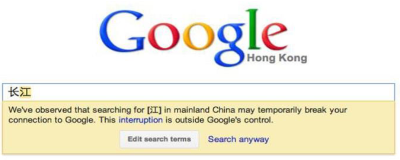 Google
Hong Kong
长江
We've observed that searching for [江] in mainland China may temporarily break your
connection to Google. This interruption is outside Google's control.
Edit search terms Search anyway